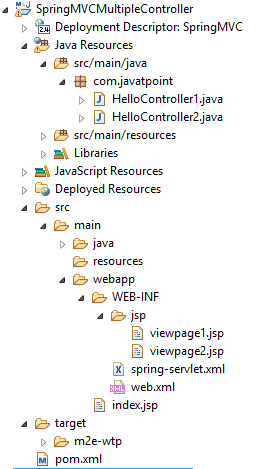 SpringMVCMultipleController
Deployment Descriptor: SpringMVC
Java Resources
src/main/java
com.javatpoint
HelloController1.java
HelloController2.java
src/main/resources
Libraries
JavaScript Resources
Deployed Resources
src
main
java
resources
webapp
WEB-INF
jsp
viewpage1.jsp
viewpage2.jsp
spring-servlet.xml
web.xml
index.jsp
target
m2e-wtp
pom.xml